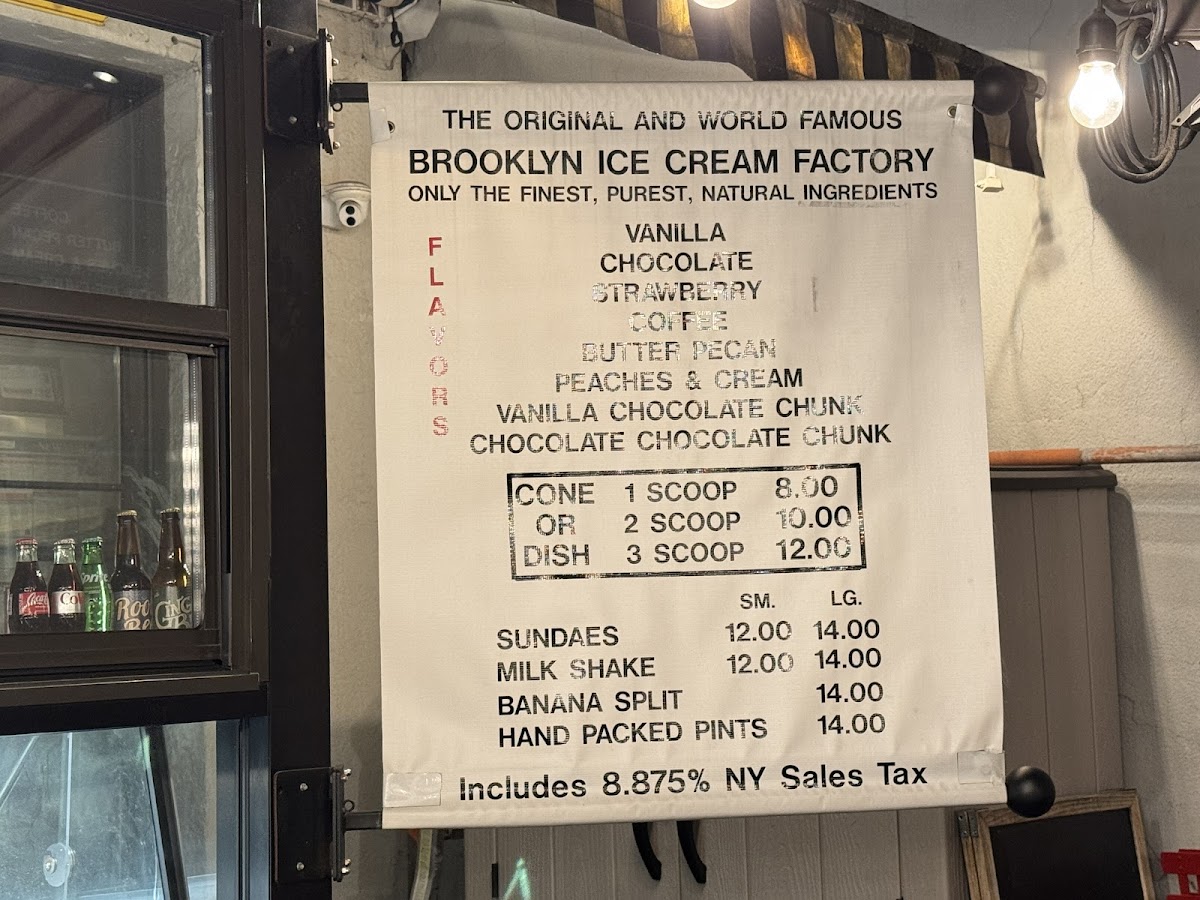 THE ORIGINAL AND WORLD FAMOUS
BROOKLYN ICE CREAM FACTORY
ONLY THE FINEST, PUREST, NATURAL INGREDIENTS
FLAVORS
VANILLA
CHOCOLATE
STRAWBERRY
COFFEE
BUTTER PECAN
PEACHES & CREAM
VANILLA CHOCOLATE CHUNK
CHOCOLATE CHOCOLATE CHUNK
CONE 1 SCOOP 8.00
OR 2 SCOOP 10.00
DISH 3 SCOOP 12.00
SM. LG.
SUNDAES 12.00 14.00
MILK SHAKE 12.00 14.00
BANANA SPLIT 14.00
HAND PACKED PINTS 14.00
Includes 8.875% NY Sales Tax
COFFEE
BUTTER PECAN